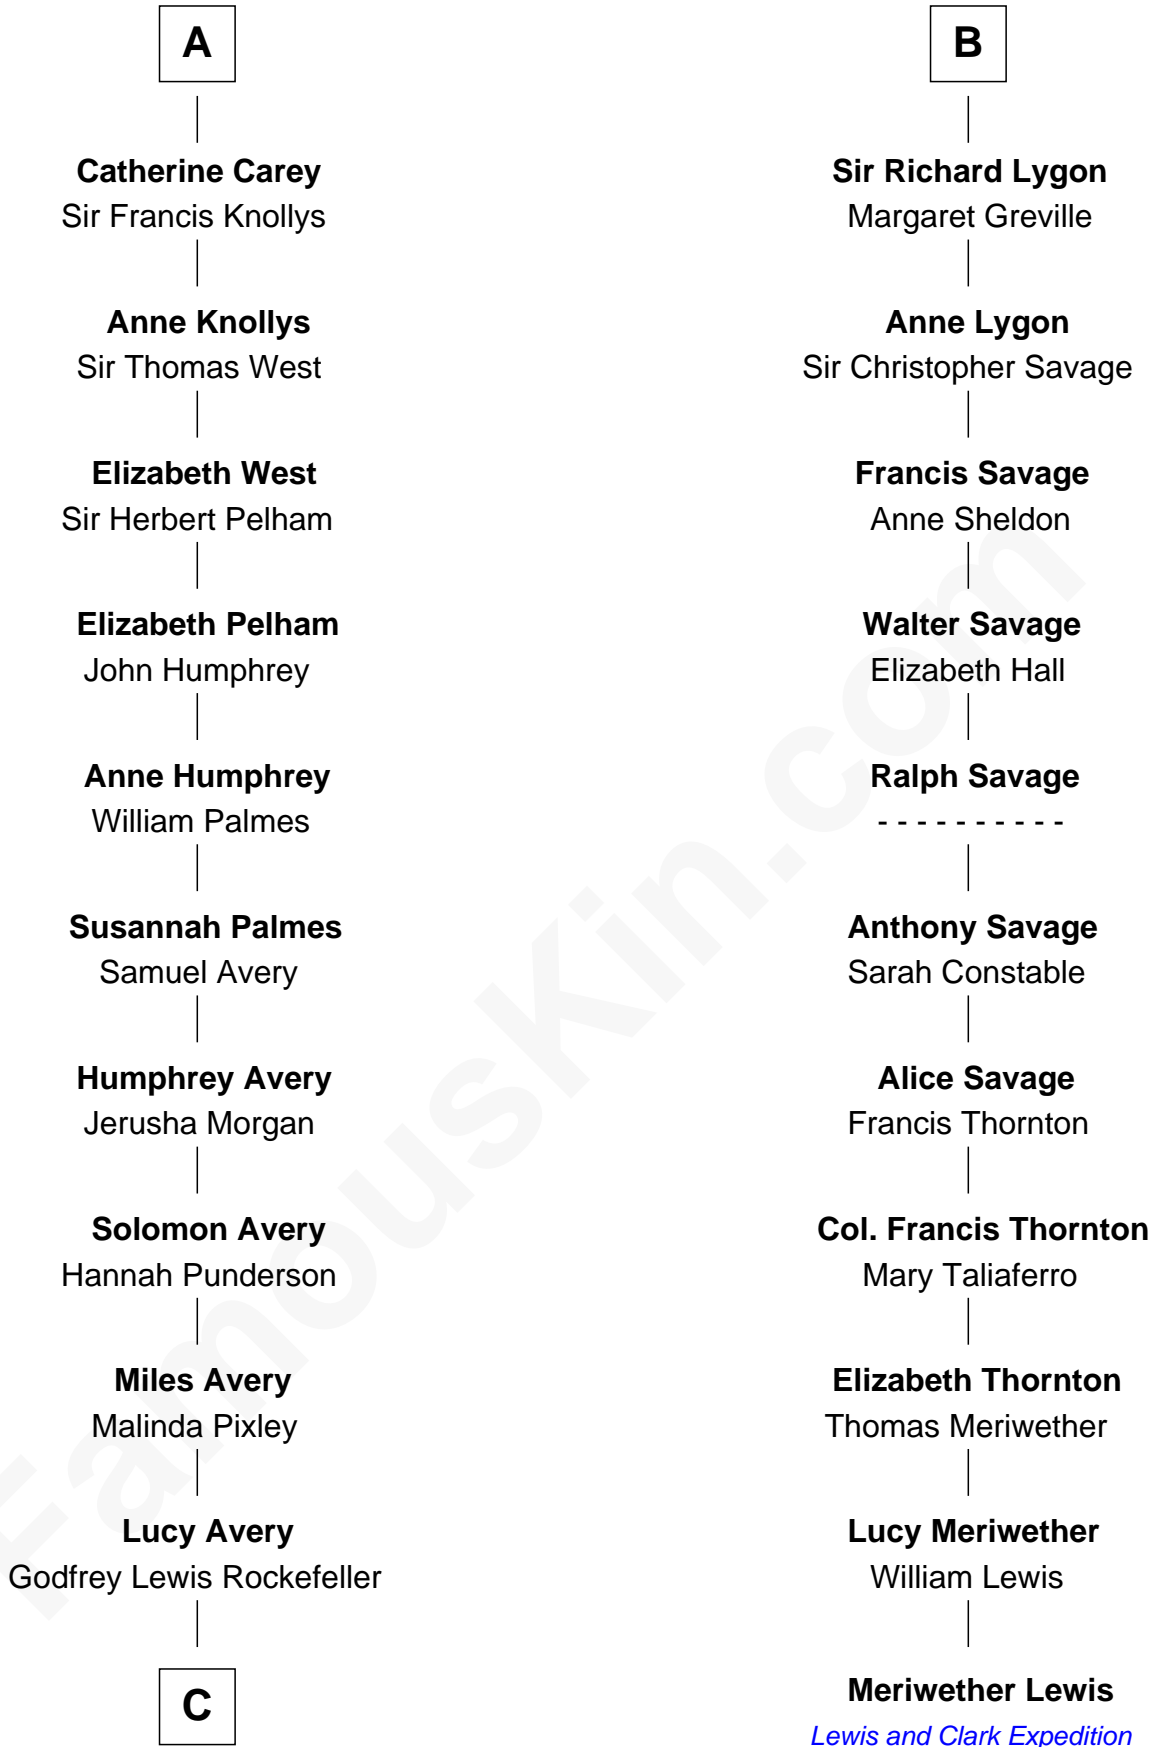 A
Catherine Carey
Sir Francis Knollys
Anne Knollys
Sir Thomas West
Elizabeth West
Sir Herbert Pelham
Elizabeth Pelham
John Humphrey
Anne Humphrey
William Palmes
Susannah Palmes
Samuel Avery
Humphrey Avery
Jerusha Morgan
Solomon Avery
Hannah Punderson
Miles Avery
Malinda Pixley
Lucy Avery
Godfrey Lewis Rockefeller
C
B
Sir Richard Lygon
Margaret Greville
Anne Lygon
Sir Christopher Savage
Francis Savage
Anne Sheldon
Walter Savage
Elizabeth Hall
Ralph Savage
- - - - - - - - - -
Anthony Savage
Sarah Constable
Alice Savage
Francis Thornton
Col. Francis Thornton
Mary Taliaferro
Elizabeth Thornton
Thomas Meriwether
Lucy Meriwether
William Lewis
Meriwether Lewis
Lewis and Clark Expedition
FamousKin.com